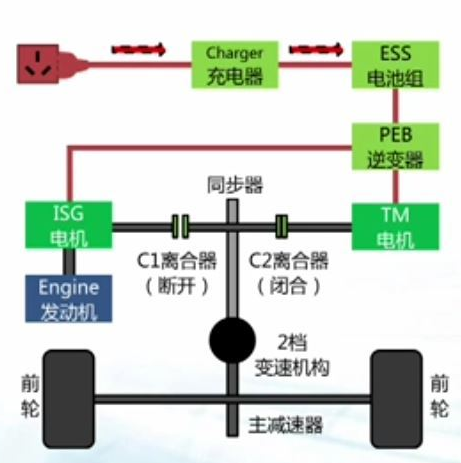 Charger
充电器
ESS
电池组
PEB
逆变器
同步器
ISG
电机
TM
电机
C1离合器
（断开）
C2离合器
（闭合）
Engine
发动机
2档
变速机构
前
轮
前
轮
主减速器